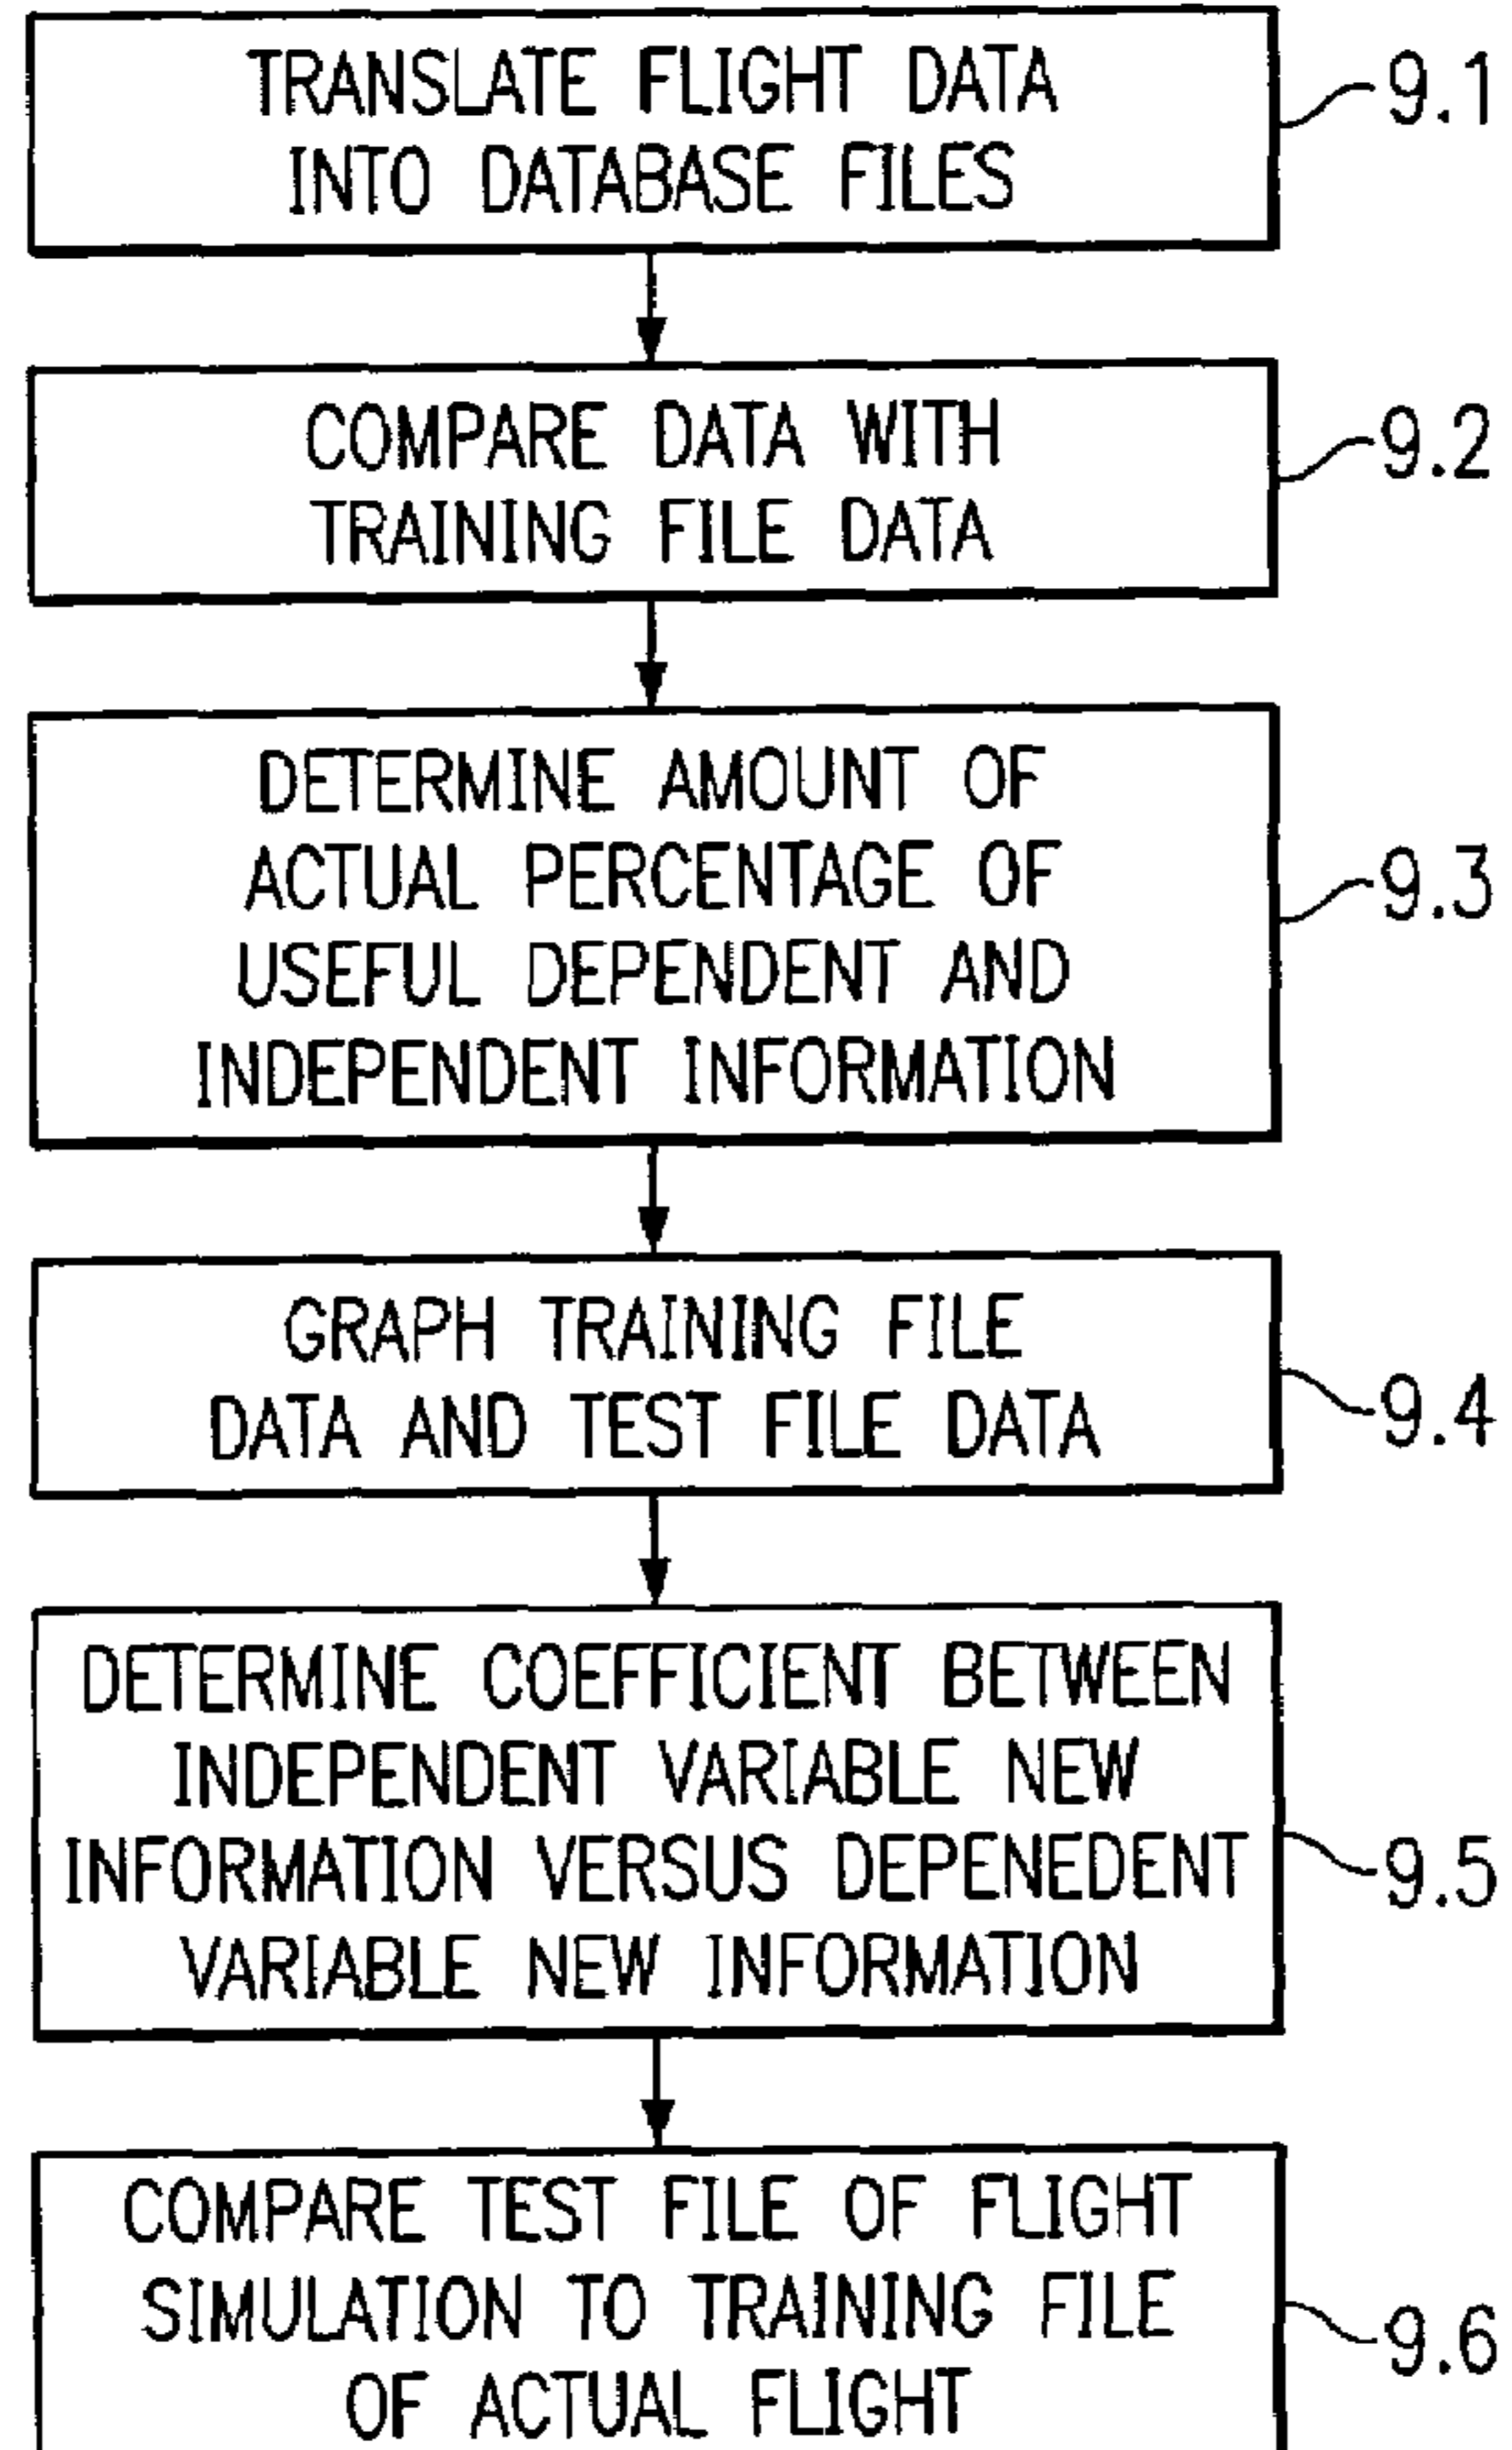 TRANSLATE FLIGHT DATA
INTO DATABASE FILES
9.1
COMPARE DATA WITH
TRAINING FILE DATA
9.2
DETERMINE AMOUNT OF
ACTUAL PERCENTAGE OF
USEFUL DEPENDENT AND
INDEPENDENT INFORMATION
9.3
GRAPH TRAINING FILE
DATA AND TEST FILE DATA
9.4
DETERMINE COEFFICIENT BETWEEN
INDEPENDENT VARIABLE NEW
INFORMATION VERSUS DEPENEDENT
VARIABLE NEW INFORMATION
9.5
COMPARE TEST FILE OF FLIGHT
SIMULATION TO TRAINING FILE
OF ACTUAL FLIGHT
9.6